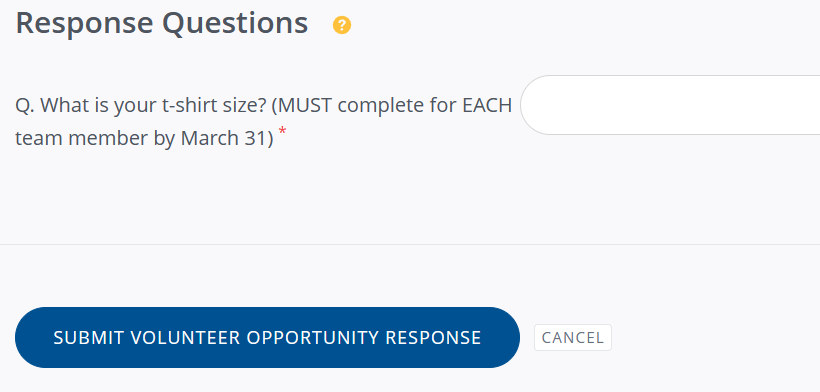 Response Questions ?
Q. What is your t-shirt size? (MUST complete for EACH
team member by March 31) *
SUBMIT VOLUNTEER OPPORTUNITY RESPONSE CANCEL